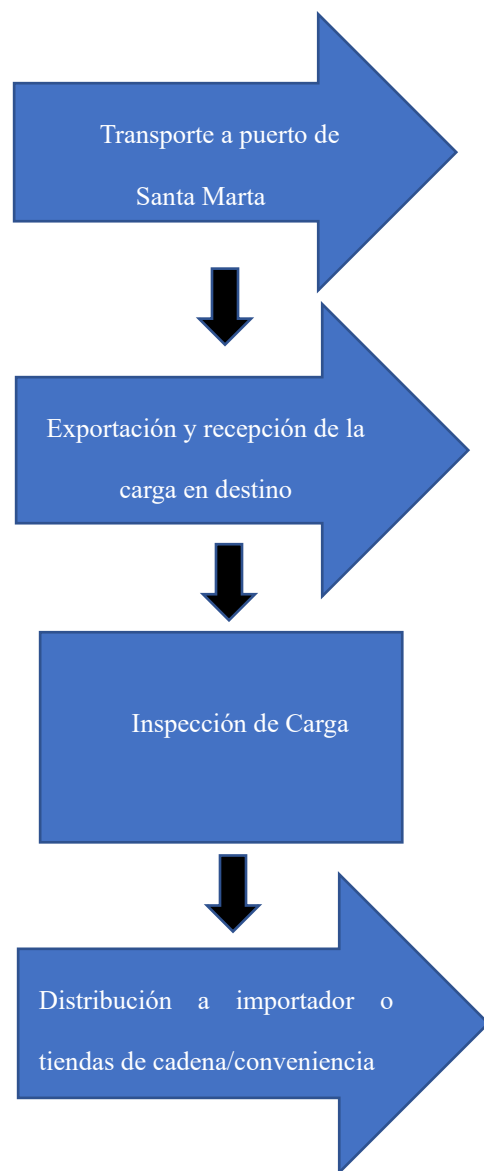 Transporte a puerto de
Santa Marta
Exportación y recepción de la
carga en destino
Inspección de Carga
Distribución a importador o
tiendas de cadena/conveniencia